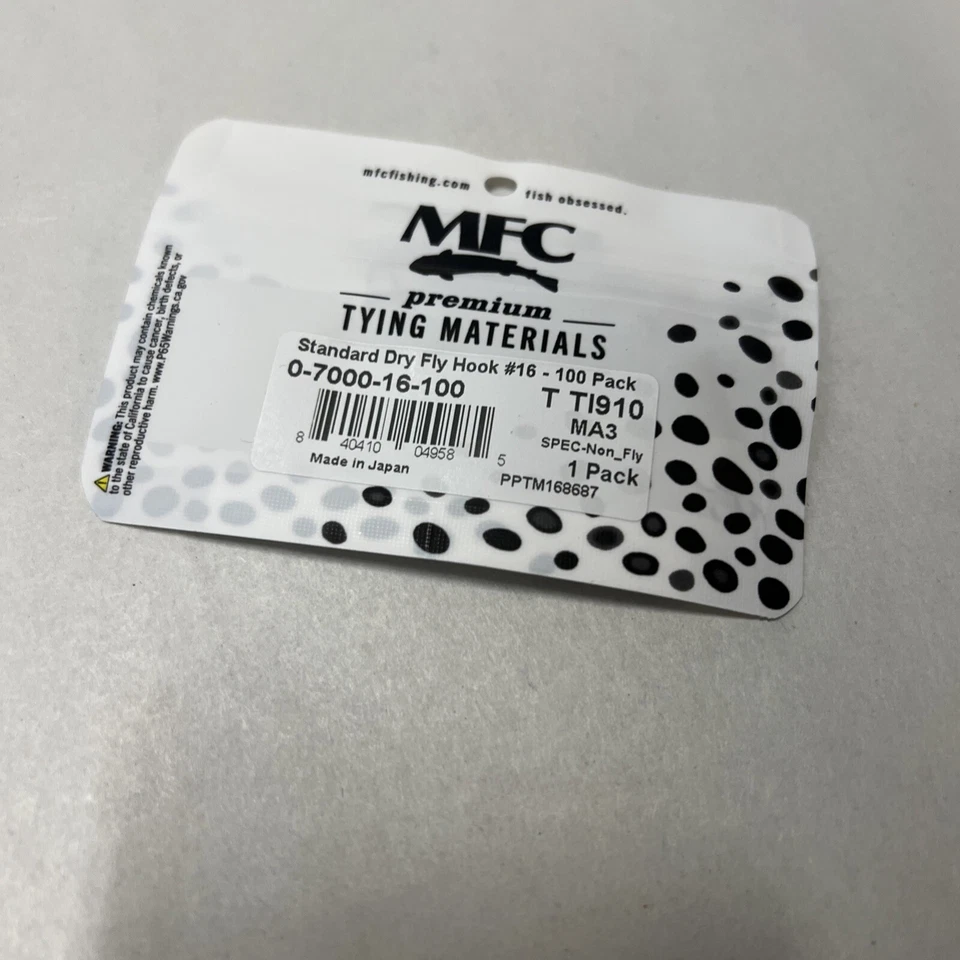 mfcfishing.com
fish obsessed.
MFC
premium
TYING MATERIALS
Standard Dry Fly Hook #16 - 100 Pack
0-7000-16-100
T TI910
MA3
SPEC-Non_Fly
1 Pack
PPTM168687
8 40410 04958 5
Made in Japan
WARNING: This product may contain chemicals known
to the state of California to cause cancer, birth defects, or
other reproductive harm. www.P65Warnings.ca.gov